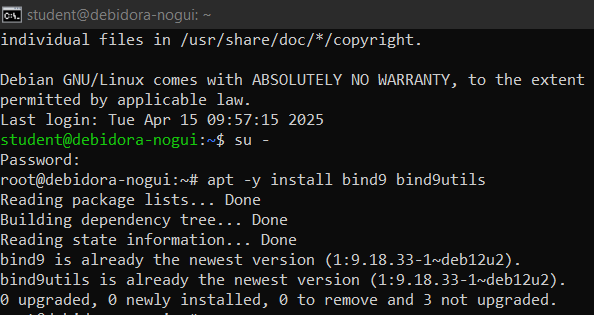 student@debidora-nogui: ~
individual files in /usr/share/doc/*/copyright.
Debian GNU/Linux comes with ABSOLUTELY NO WARRANTY, to the extent
permitted by applicable law.
Last login: Tue Apr 15 09:57:15 2025
student@debidora-nogui:~$ su -
Password:
root@debidora-nogui:~# apt -y install bind9 bind9utils
Reading package lists... Done
Building dependency tree... Done
Reading state information... Done
bind9 is already the newest version (1:9.18.33-1~deb12u2).
bind9utils is already the newest version (1:9.18.33-1~deb12u2).
0 upgraded, 0 newly installed, 0 to remove and 3 not upgraded.